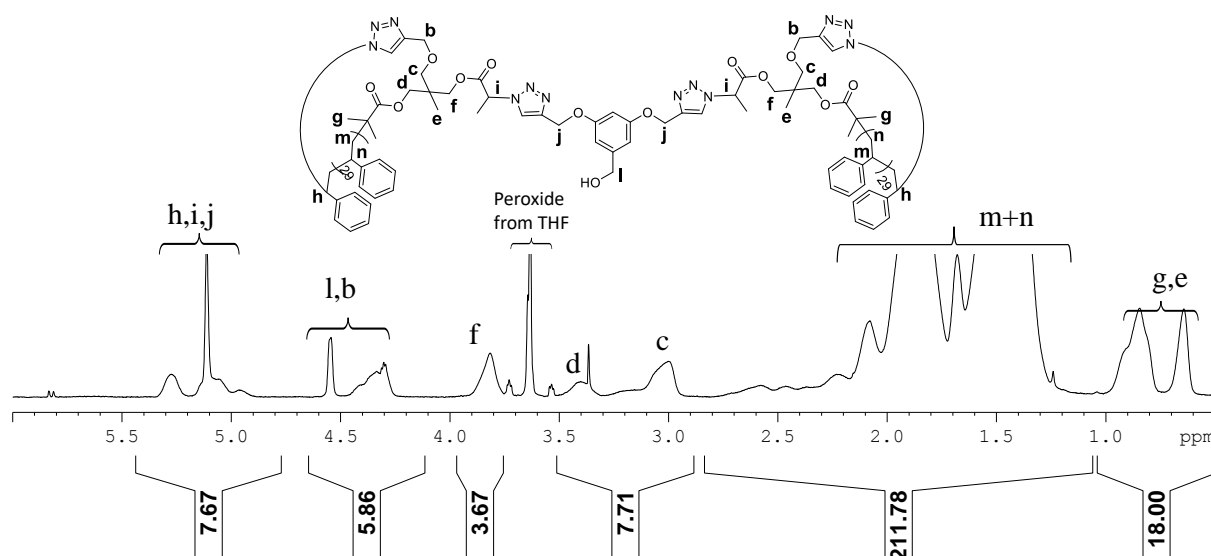 N=N N
b
O
c
d
O
O
O
O
i
N
N=N
O
O
N=N
N
i
O
O
O
b
N=N N
c
d
O
O
g
e
f
j
j
f
e
g
m
n
29
HO
l
m
n
29
h
h
Peroxide
from THF
h,i,j
l,b
f
d
c
m+n
g,e
5.5 5.0 4.5 4.0 3.5 3.0 2.5 2.0 1.5 1.0 ppm
7.67 5.86 3.67 7.71 211.78 18.00